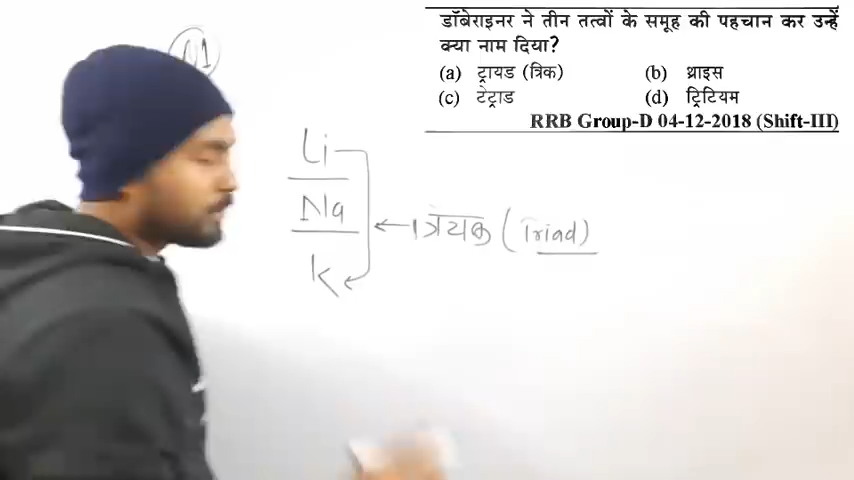 डॉबेराइनर ने तीन तत्वों के समूह की पहचान कर उन्हें
क्या नाम दिया?
(a) ट्रायड (त्रिक) (b) थ्राइस
(c) टेट्राड (d) ट्रिटियम
RRB Group-D 04-12-2018 (Shift-III)
Li
Na
K
त्रियक (Triad)